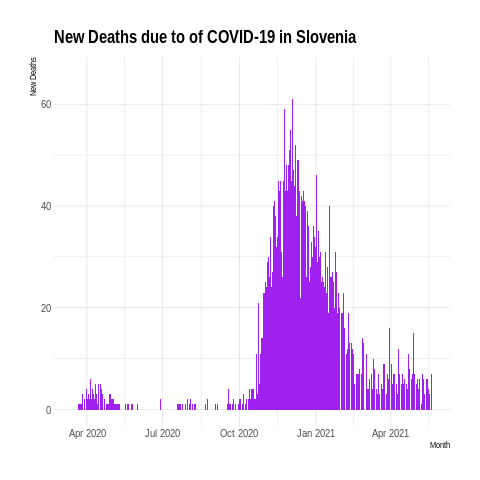 New Deaths due to of COVID-19 in Slovenia
New Deaths
60
40
20
0
Apr 2020 Jul 2020 Oct 2020 Jan 2021 Apr 2021
Month